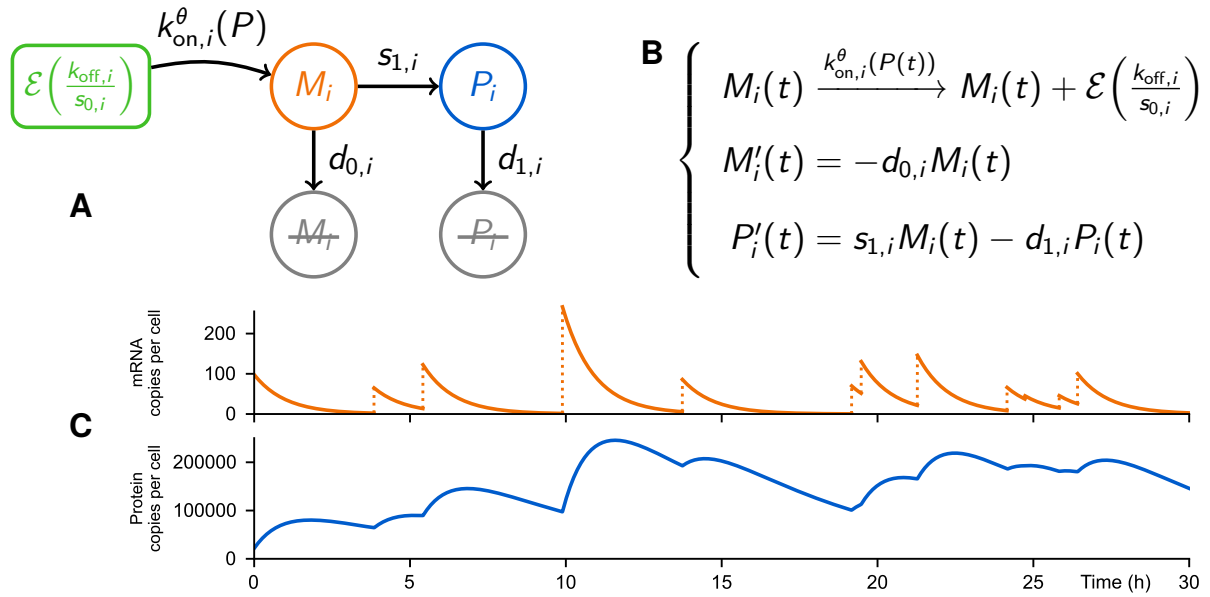 k^θ_on,i(P)
ℰ(k_off,i / s_0,i)
M_i
s_1,i
P_i
d_0,i
d_1,i
M_i
P_i
A
B
M_i(t) —k^θ_on,i(P(t))→ M_i(t) + ℰ(k_off,i / s_0,i)
M′_i(t) = −d_0,i M_i(t)
P′_i(t) = s_1,i M_i(t) − d_1,i P_i(t)
C
mRNA
copies per cell
200
100
0
Protein
copies per cell
200000
100000
0
0 5 10 15 20 25 Time (h) 30